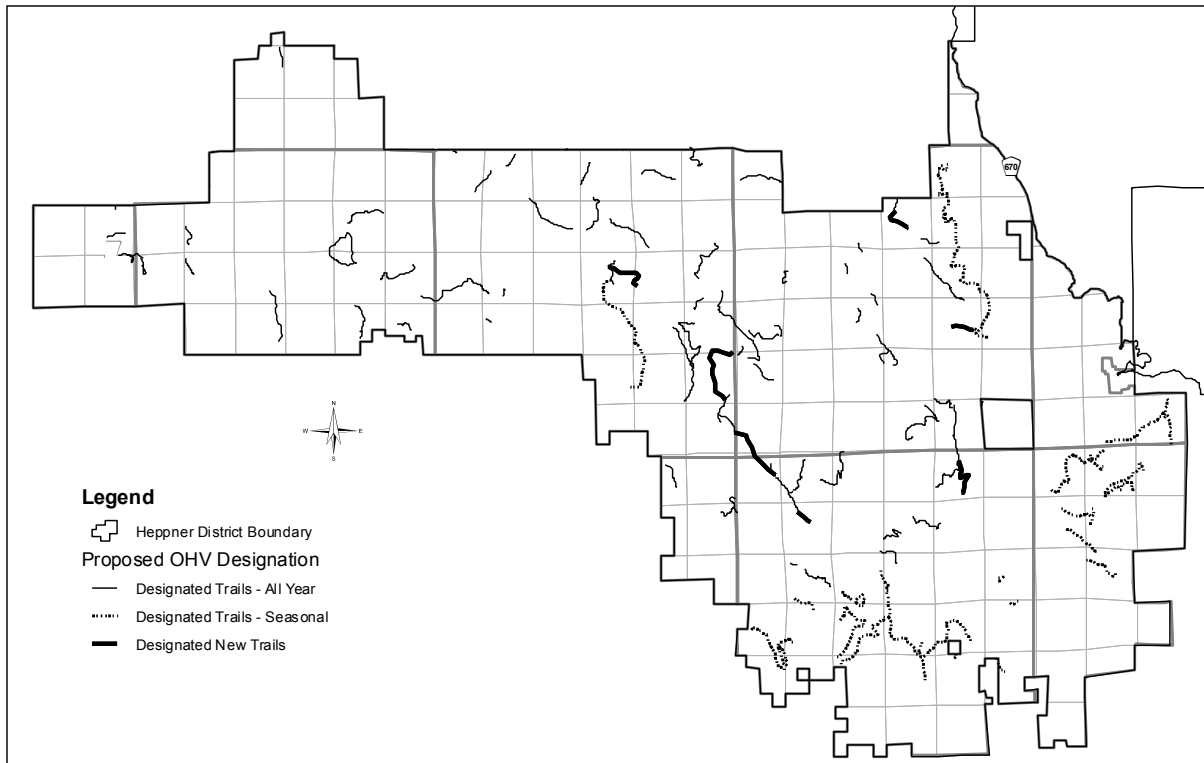 670
N
W E
S
Legend
Heppner District Boundary
Proposed OHV Designation
Designated Trails - All Year
Designated Trails - Seasonal
Designated New Trails